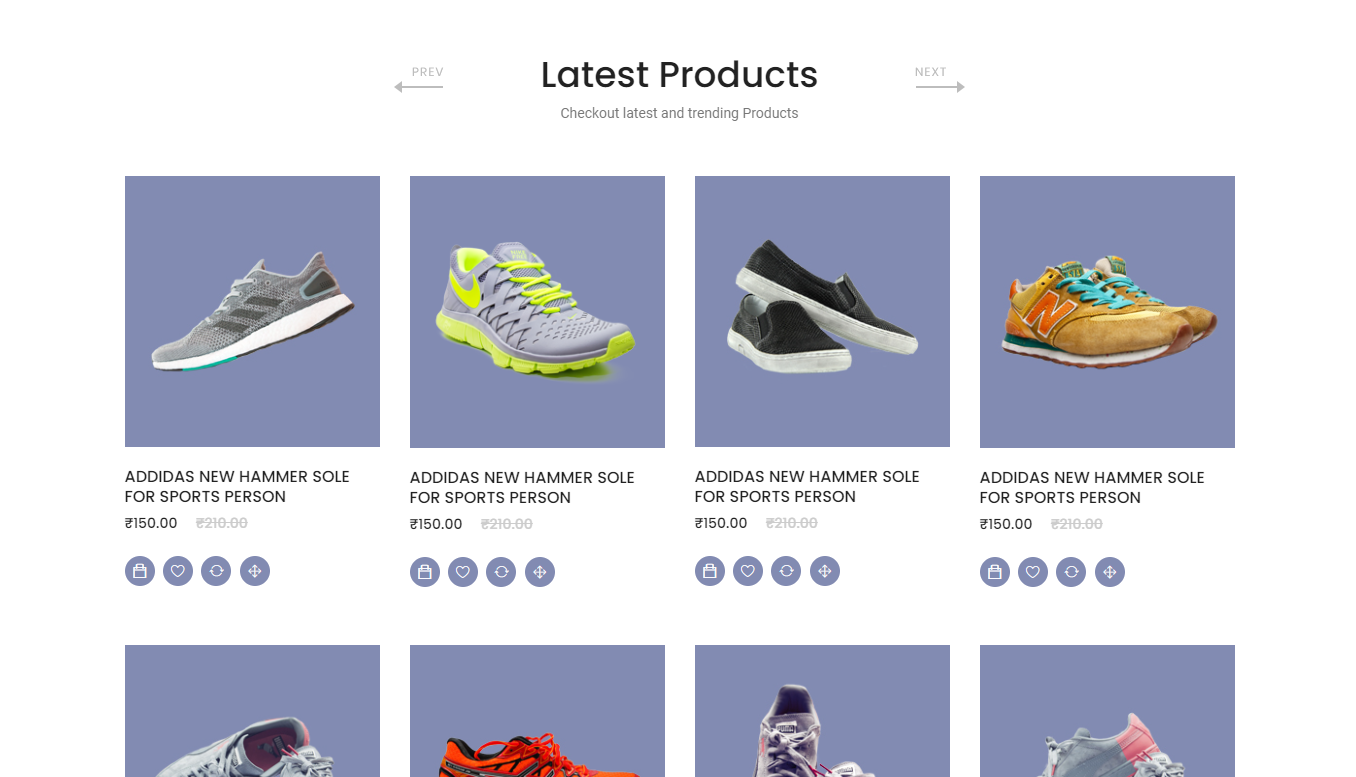 PREV
Latest Products
NEXT
Checkout latest and trending Products
N
ADDIDAS NEW HAMMER SOLE
FOR SPORTS PERSON
₹150.00 ₹210.00
ADDIDAS NEW HAMMER SOLE
FOR SPORTS PERSON
₹150.00 ₹210.00
ADDIDAS NEW HAMMER SOLE
FOR SPORTS PERSON
₹150.00 ₹210.00
ADDIDAS NEW HAMMER SOLE
FOR SPORTS PERSON
₹150.00 ₹210.00